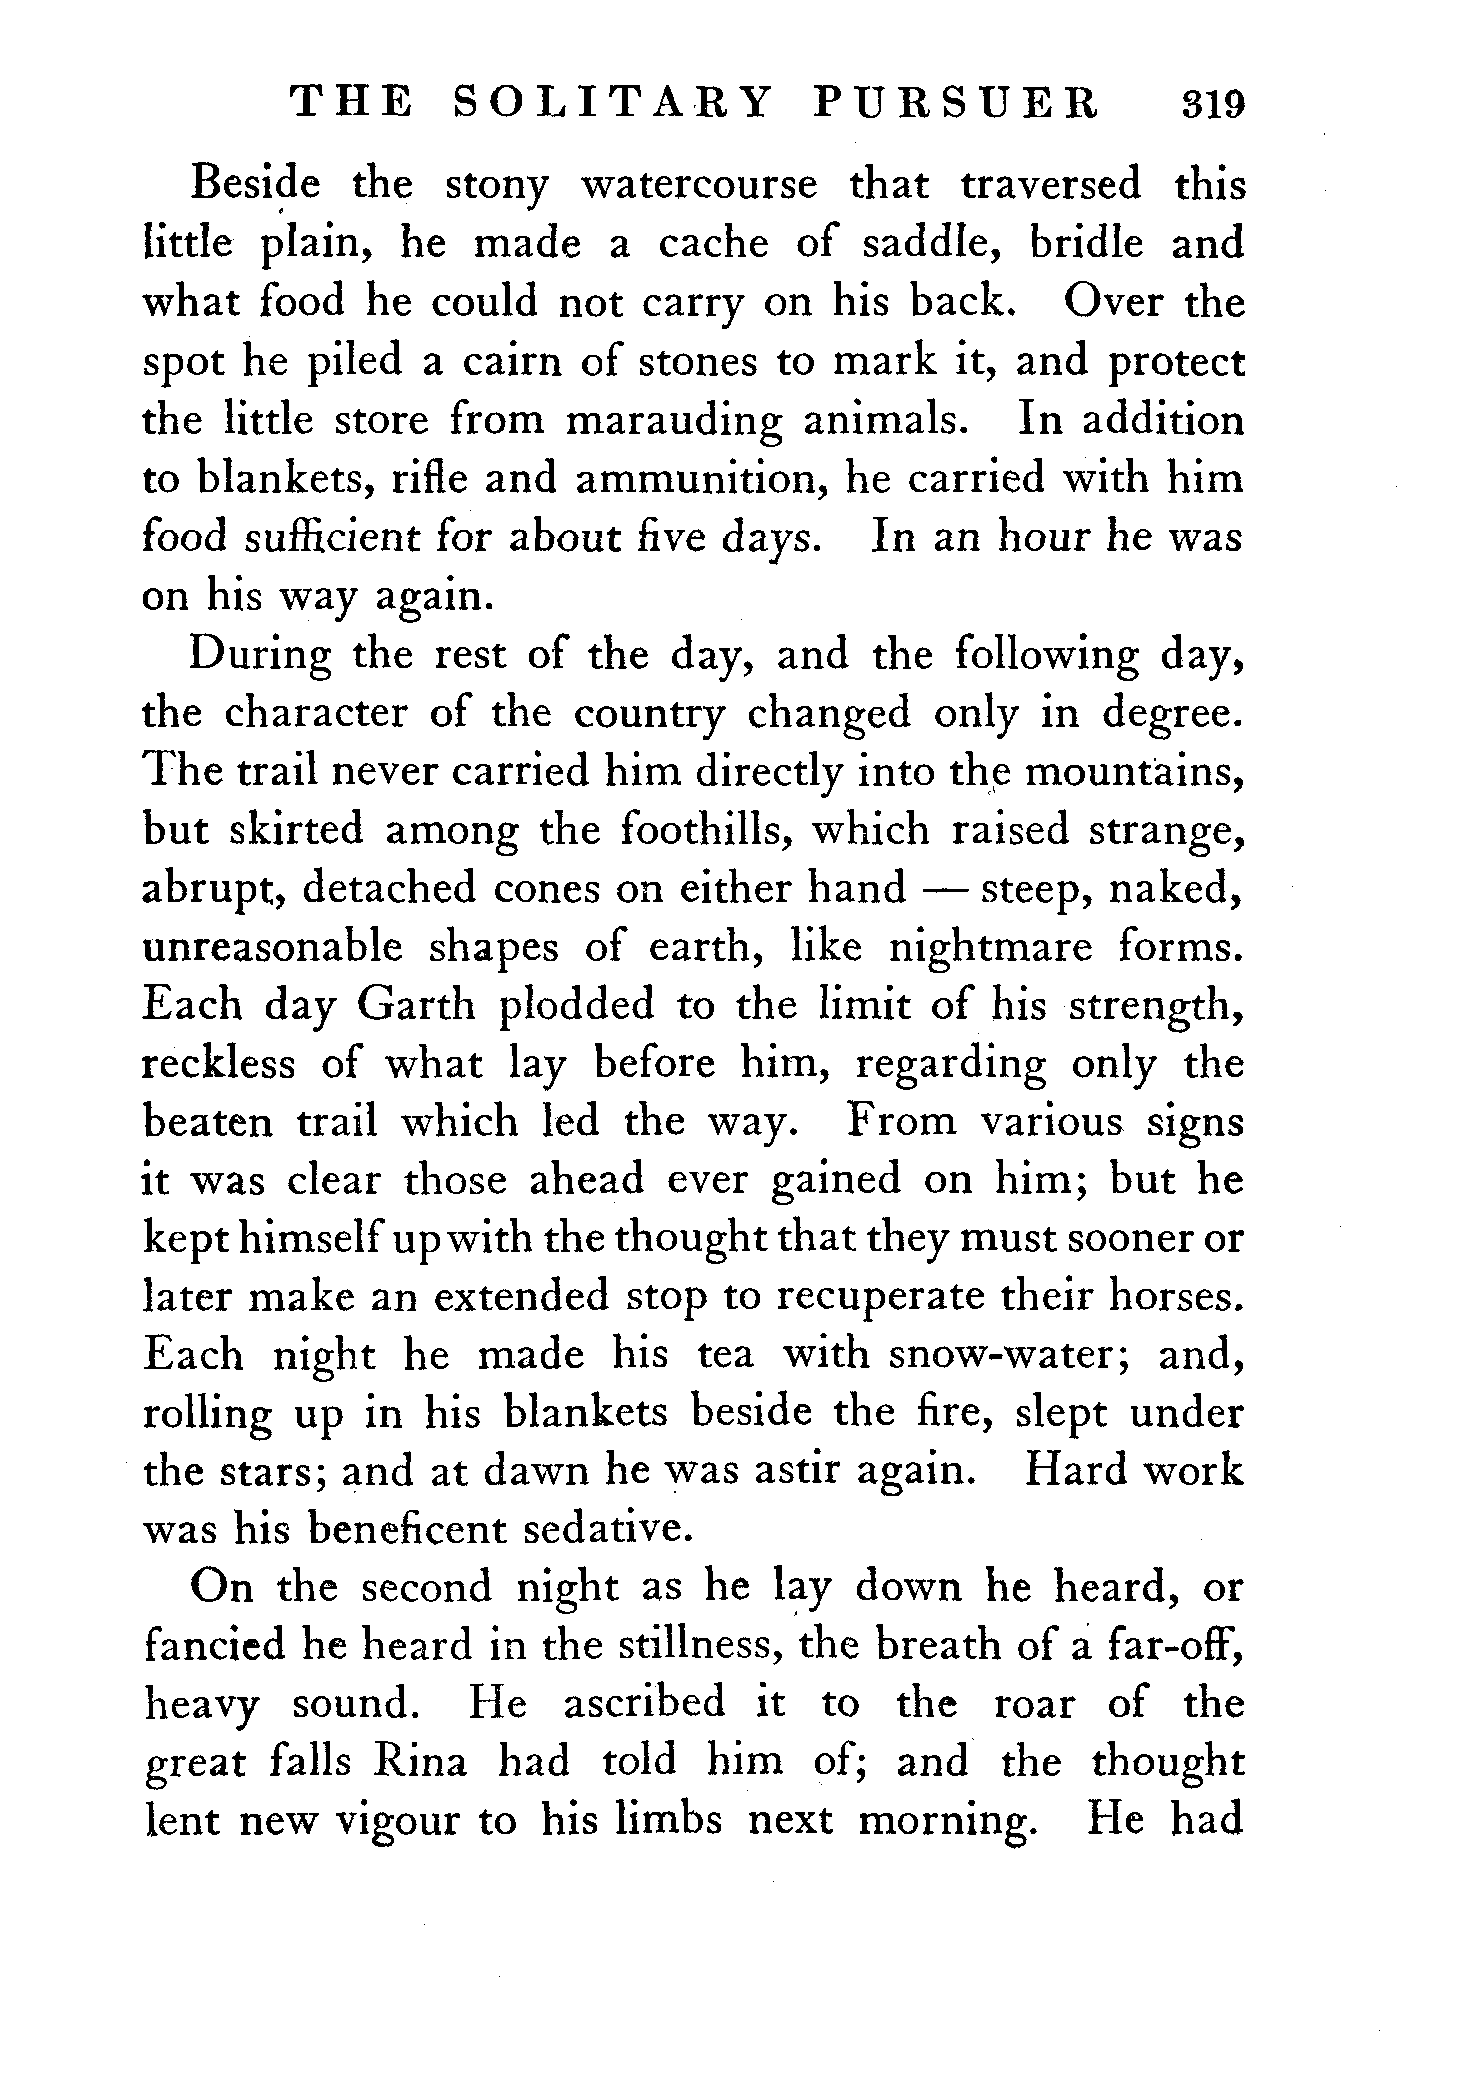 THE SOLITARY PURSUER 319
Beside the stony watercourse that traversed this
little plain, he made a cache of saddle, bridle and
what food he could not carry on his back. Over the
spot he piled a cairn of stones to mark it, and protect
the little store from marauding animals. In addition
to blankets, rifle and ammunition, he carried with him
food sufficient for about five days. In an hour he was
on his way again.
During the rest of the day, and the following day,
the character of the country changed only in degree.
The trail never carried him directly into the mountains,
but skirted among the foothills, which raised strange,
abrupt, detached cones on either hand — steep, naked,
unreasonable shapes of earth, like nightmare forms.
Each day Garth plodded to the limit of his strength,
reckless of what lay before him, regarding only the
beaten trail which led the way. From various signs
it was clear those ahead ever gained on him; but he
kept himself up with the thought that they must sooner or
later make an extended stop to recuperate their horses.
Each night he made his tea with snow-water; and,
rolling up in his blankets beside the fire, slept under
the stars; and at dawn he was astir again. Hard work
was his beneficent sedative.
On the second night as he lay down he heard, or
fancied he heard in the stillness, the breath of a far-off,
heavy sound. He ascribed it to the roar of the
great falls Rina had told him of; and the thought
lent new vigour to his limbs next morning. He had